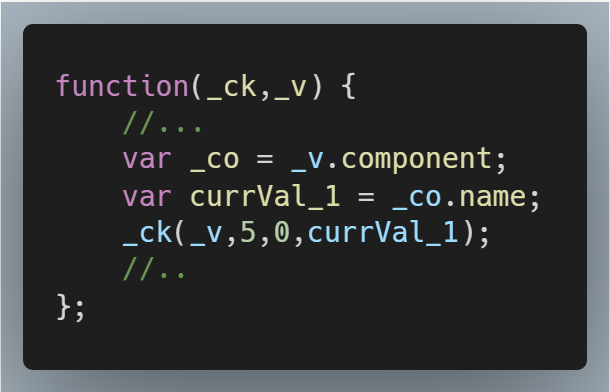 function(_ck,_v) {
    //...
    var _co = _v.component;
    var currVal_1 = _co.name;
    _ck(_v,5,0,currVal_1);
    //..
};